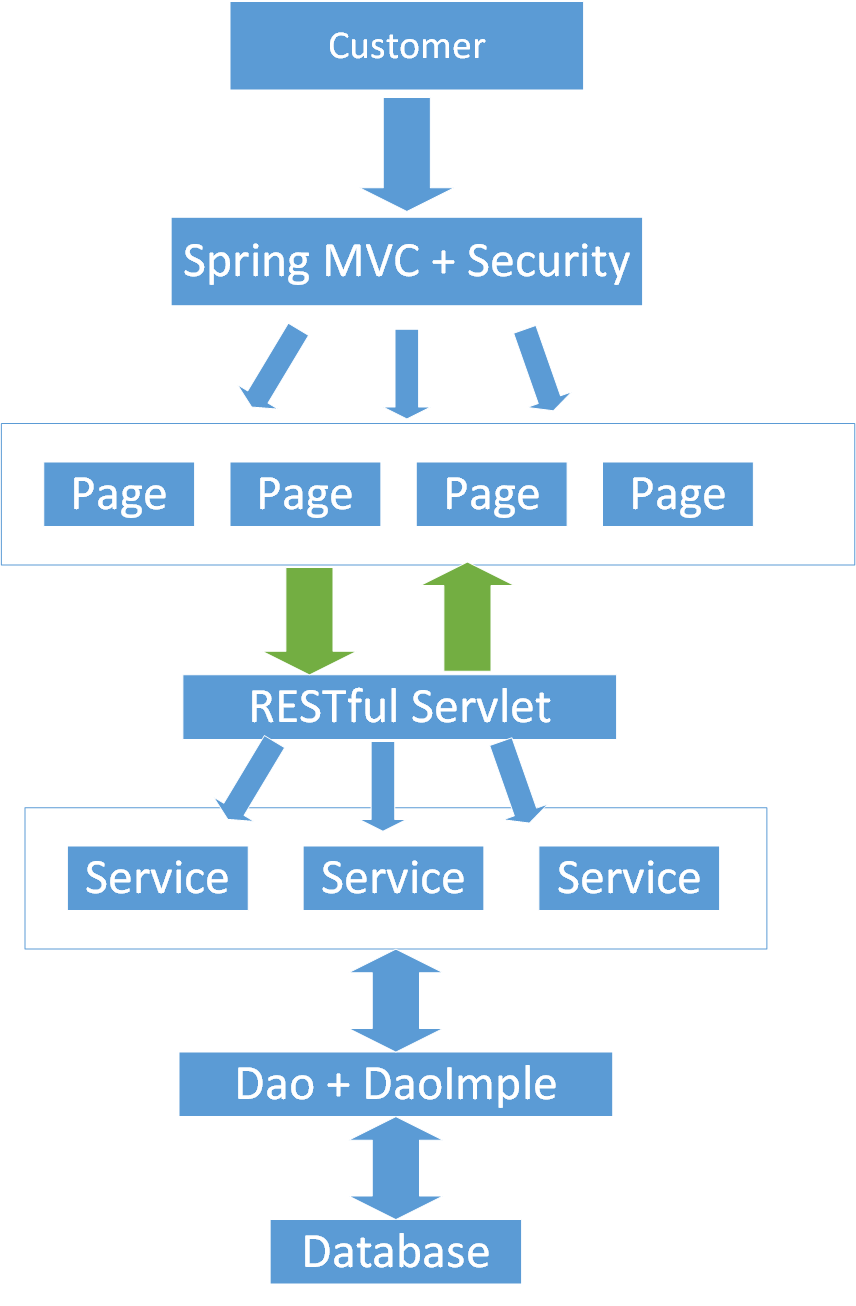 Customer
Spring MVC + Security
Page Page Page Page
RESTful Servlet
Service Service Service
Dao + DaoImple
Database